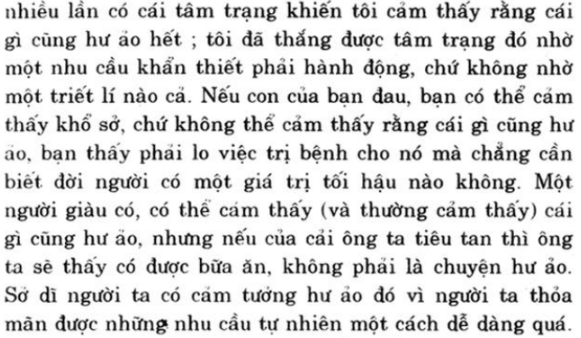 nhiều lần có cái tâm trạng khiến tôi cảm thấy rằng cái
gì cũng hư ảo hết ; tôi đã thắng được tâm trạng đó nhờ
một nhu cầu khẩn thiết phải hành động, chứ không nhờ
một triết lí nào cả. Nếu con của bạn đau, bạn có thể cảm
thấy khổ sở, chứ không thể cảm thấy rằng cái gì cũng hư
ảo, bạn thấy phải lo việc trị bệnh cho nó mà chẳng cần
biết đời người có một giá trị tối hậu nào không. Một
người giàu có, có thể cảm thấy (và thường cảm thấy) cái
gì cũng hư ảo, nhưng nếu của cải ông ta tiêu tan thì ông
ta sẽ thấy có được bữa ăn, không phải là chuyện hư ảo.
Sở dĩ người ta có cảm tưởng hư ảo đó vì người ta thỏa
mãn được những nhu cầu tự nhiên một cách dễ dàng quá.